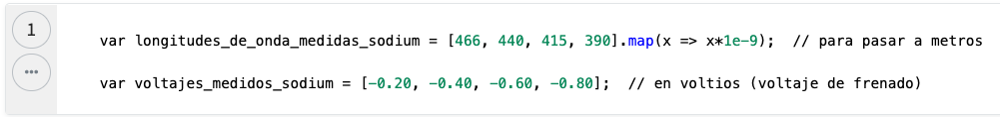 1
var longitudes_de_onda_medidas_sodium = [466, 440, 415, 390].map(x => x*1e-9);  // para pasar a metros
•••
var voltajes_medidos_sodium = [-0.20, -0.40, -0.60, -0.80];  // en voltios (voltaje de frenado)